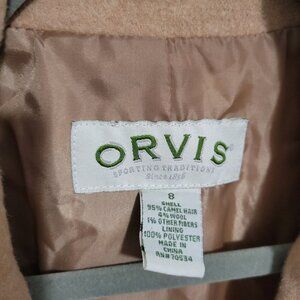 ORVIS
SPORTING TRADITIONS
Since 1856
8
SHELL
95% CAMEL HAIR
4% WOOL
1% OTHER FIBERS
LINING
100% POLYESTER
MADE IN
CHINA
RN#70534